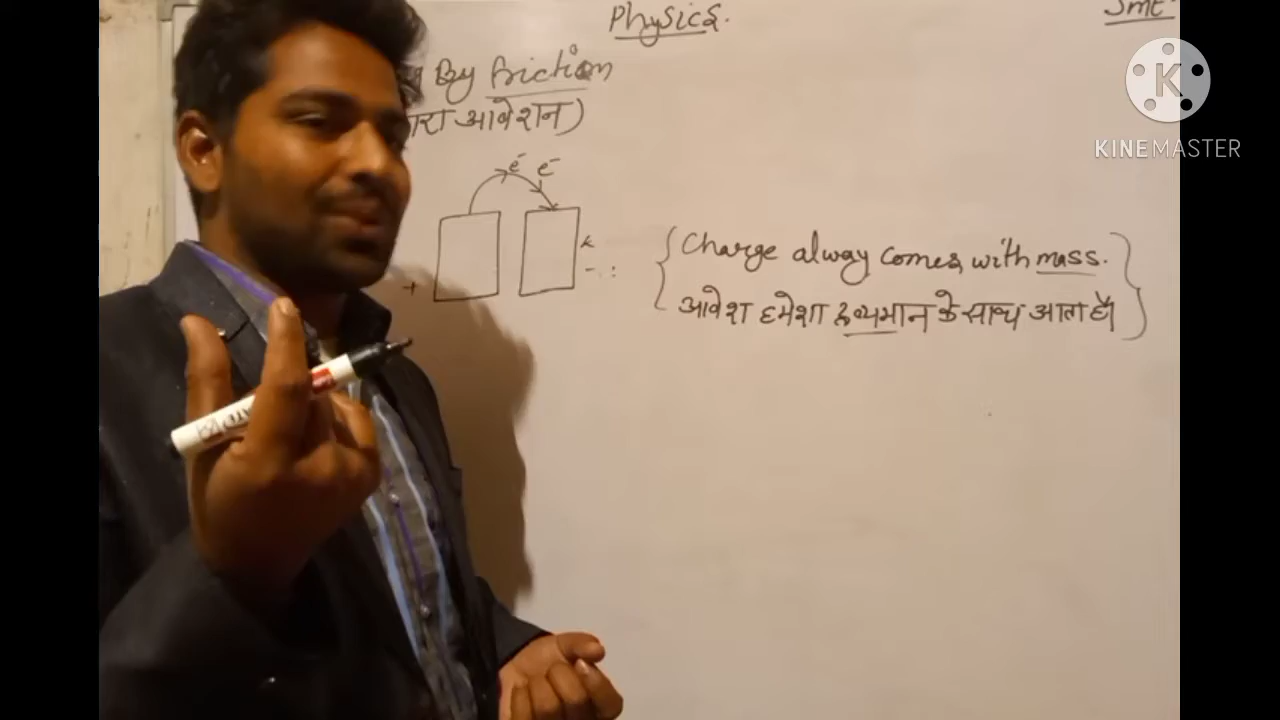 Physics.
By friction
आवेशन)
e⁻ e⁻
+
-
{ Charge alway comes with mass. }
आवेश हमेशा द्रव्यमान के साथ आता है।
KINEMASTER